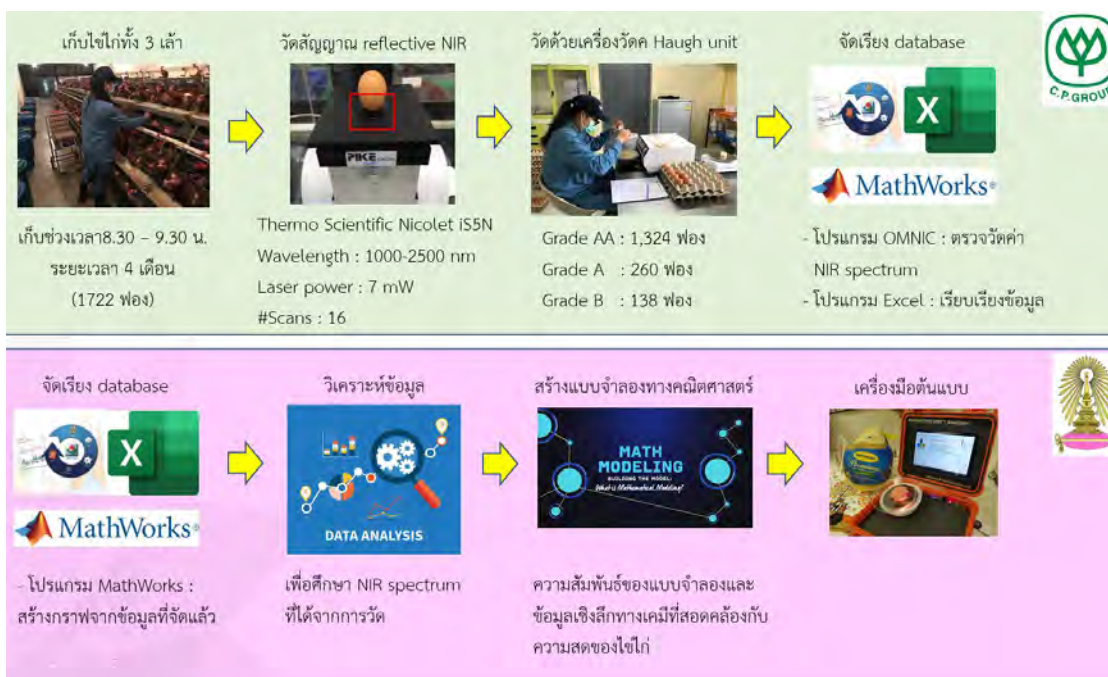 เก็บไข่ไก่ทั้ง 3 เล้า
วัดสัญญาณ reflective NIR
วัดด้วยเครื่องวัดค Haugh unit
จัดเรียง database
C.P.GROUP
PIKE
X
MathWorks®
เก็บช่วงเวลา8.30 – 9.30 น.
ระยะเวลา 4 เดือน
(1722 ฟอง)
Thermo Scientific Nicolet iS5N
Wavelength : 1000-2500 nm
Laser power : 7 mW
#Scans : 16
Grade AA : 1,324 ฟอง
Grade A : 260 ฟอง
Grade B : 138 ฟอง
- โปรแกรม OMNIC : ตรวจวัดค่า
NIR spectrum
- โปรแกรม Excel : เรียบเรียงข้อมูล
จัดเรียง database
วิเคราะห์ข้อมูล
สร้างแบบจำลองทางคณิตศาสตร์
เครื่องมือต้นแบบ
X
MathWorks®
DATA ANALYSIS
MATH
MODELING
BUILDING THE MODEL:
What is Mathematical Modeling?
- โปรแกรม MathWorks :
สร้างกราฟจากข้อมูลที่จัดแล้ว
เพื่อศึกษา NIR spectrum
ที่ได้จากการวัด
ความสัมพันธ์ของแบบจำลองและ
ข้อมูลเชิงลึกทางเคมีที่สอดคล้องกับ
ความสดของไข่ไก่